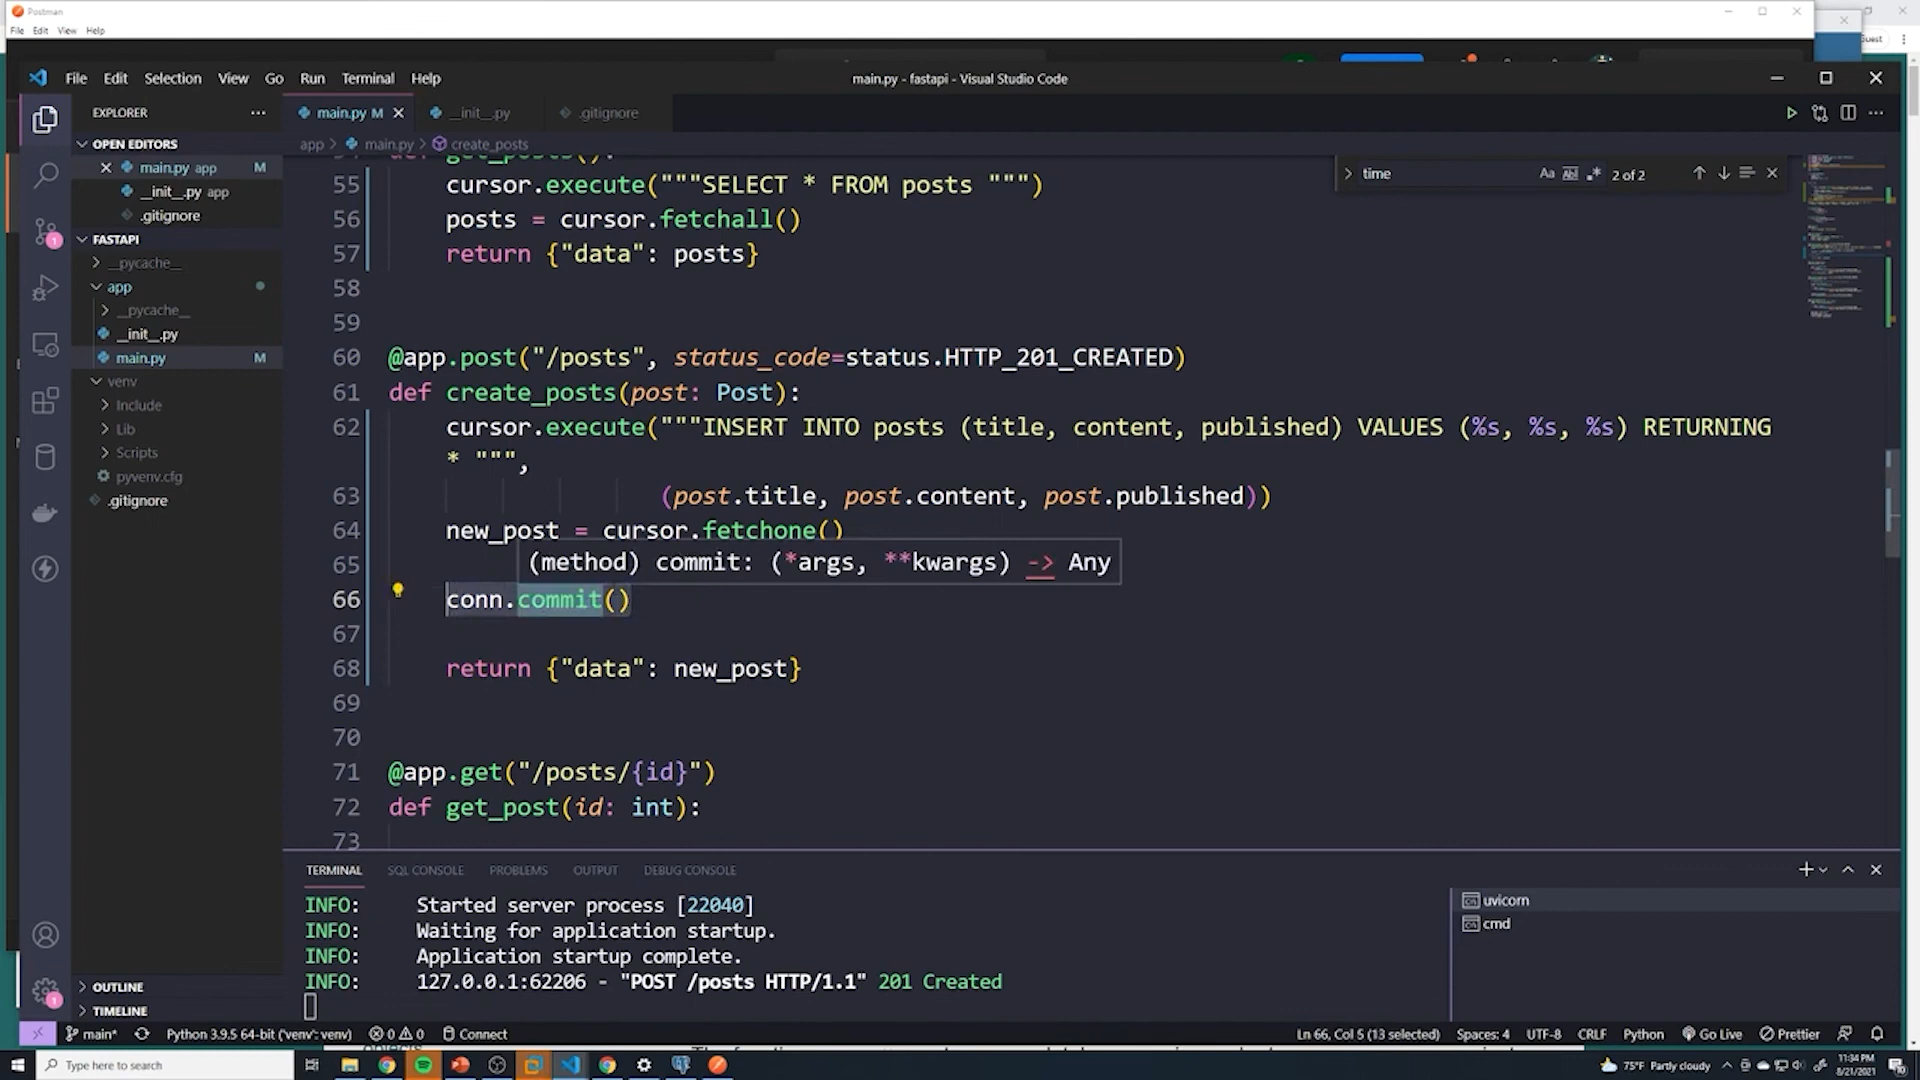 Postman
File Edit View Help
Guest
File Edit Selection View Go Run Terminal Help
main.py - fastapi - Visual Studio Code
EXPLORER
main.py M
__init__.py
.gitignore
OPEN EDITORS
main.py app M
__init__.py app
.gitignore
FASTAPI
__pycache__
app
__pycache__
__init__.py
main.py M
venv
Include
Lib
Scripts
pyvenv.cfg
.gitignore
OUTLINE
TIMELINE
app > main.py > create_posts
time
Aa Abl .* 2 of 2
def get_posts():
55 cursor.execute("""SELECT * FROM posts """)
56 posts = cursor.fetchall()
57 return {"data": posts}
58
59
60 @app.post("/posts", status_code=status.HTTP_201_CREATED)
61 def create_posts(post: Post):
62 cursor.execute("""INSERT INTO posts (title, content, published) VALUES (%s, %s, %s) RETURNING
* """,
63 (post.title, post.content, post.published))
64 new_post = cursor.fetchone()
65
(method) commit: (*args, **kwargs) -> Any
66 conn.commit()
67
68 return {"data": new_post}
69
70
71 @app.get("/posts/{id}")
72 def get_post(id: int):
73
TERMINAL SQL CONSOLE PROBLEMS OUTPUT DEBUG CONSOLE
INFO: Started server process [22040]
INFO: Waiting for application startup.
INFO: Application startup complete.
INFO: 127.0.0.1:62206 - "POST /posts HTTP/1.1" 201 Created
uvicorn
cmd
main* Python 3.9.5 64-bit ('venv': venv) 0 0 Connect
Ln 66, Col 5 (13 selected) Spaces: 4 UTF-8 CRLF Python Go Live Prettier
Type here to search
75°F Partly cloudy
11:34 PM
8/21/2021